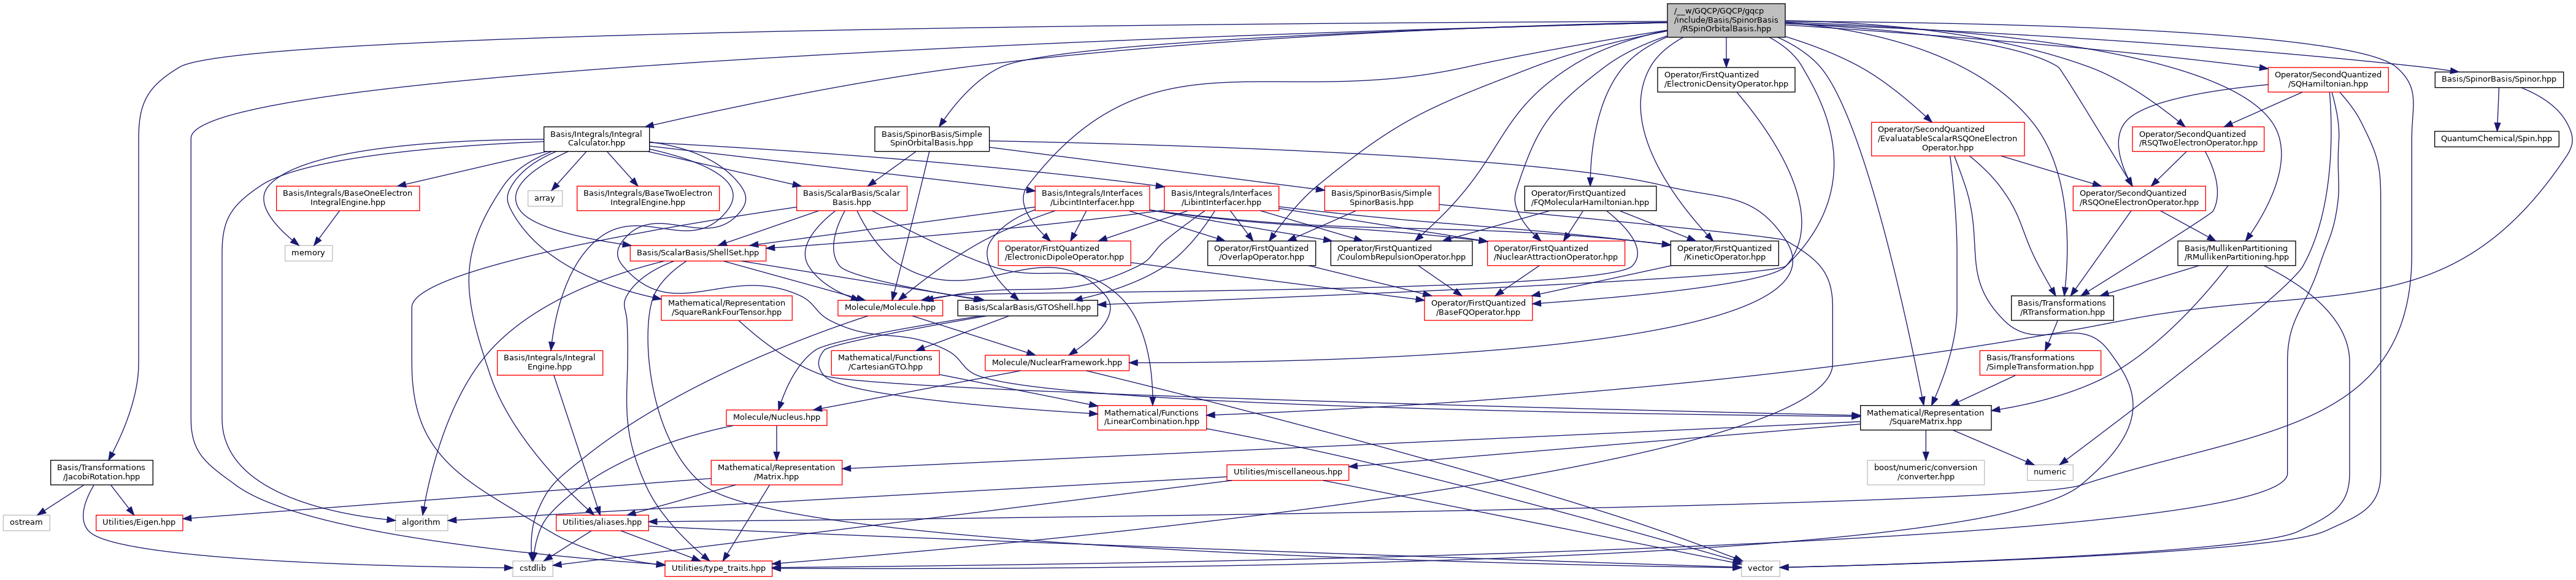 /__w/GQCP/GQCP/gqcp
/include/Basis/SpinorBasis
/RSpinOrbitalBasis.hpp
Operator/FirstQuantized
/ElectronicDensityOperator.hpp
Operator/SecondQuantized
/SQHamiltonian.hpp
Basis/SpinorBasis/Spinor.hpp
Basis/Integrals/Integral
Calculator.hpp
Basis/SpinorBasis/Simple
SpinOrbitalBasis.hpp
Operator/SecondQuantized
/EvaluatableScalarRSQOneElectron
Operator.hpp
Operator/SecondQuantized
/RSQTwoElectronOperator.hpp
QuantumChemical/Spin.hpp
Basis/Integrals/BaseOneElectron
IntegralEngine.hpp
array
Basis/Integrals/BaseTwoElectron
IntegralEngine.hpp
Basis/ScalarBasis/Scalar
Basis.hpp
Basis/Integrals/Interfaces
/LibcintInterfacer.hpp
Basis/Integrals/Interfaces
/LibintInterfacer.hpp
Basis/SpinorBasis/Simple
SpinorBasis.hpp
Operator/FirstQuantized
/FQMolecularHamiltonian.hpp
Operator/SecondQuantized
/RSQOneElectronOperator.hpp
memory
Basis/ScalarBasis/ShellSet.hpp
Operator/FirstQuantized
/ElectronicDipoleOperator.hpp
Operator/FirstQuantized
/OverlapOperator.hpp
Operator/FirstQuantized
/CoulombRepulsionOperator.hpp
Operator/FirstQuantized
/NuclearAttractionOperator.hpp
Operator/FirstQuantized
/KineticOperator.hpp
Basis/MullikenPartitioning
/RMullikenPartitioning.hpp
Mathematical/Representation
/SquareRankFourTensor.hpp
Molecule/Molecule.hpp
Basis/ScalarBasis/GTOShell.hpp
Operator/FirstQuantized
/BaseFQOperator.hpp
Basis/Transformations
/RTransformation.hpp
Basis/Integrals/Integral
Engine.hpp
Mathematical/Functions
/CartesianGTO.hpp
Molecule/NuclearFramework.hpp
Basis/Transformations
/SimpleTransformation.hpp
Molecule/Nucleus.hpp
Mathematical/Functions
/LinearCombination.hpp
Mathematical/Representation
/SquareMatrix.hpp
Basis/Transformations
/JacobiRotation.hpp
Mathematical/Representation
/Matrix.hpp
Utilities/miscellaneous.hpp
boost/numeric/conversion
/converter.hpp
numeric
ostream
Utilities/Eigen.hpp
algorithm
Utilities/aliases.hpp
cstdlib
Utilities/type_traits.hpp
vector